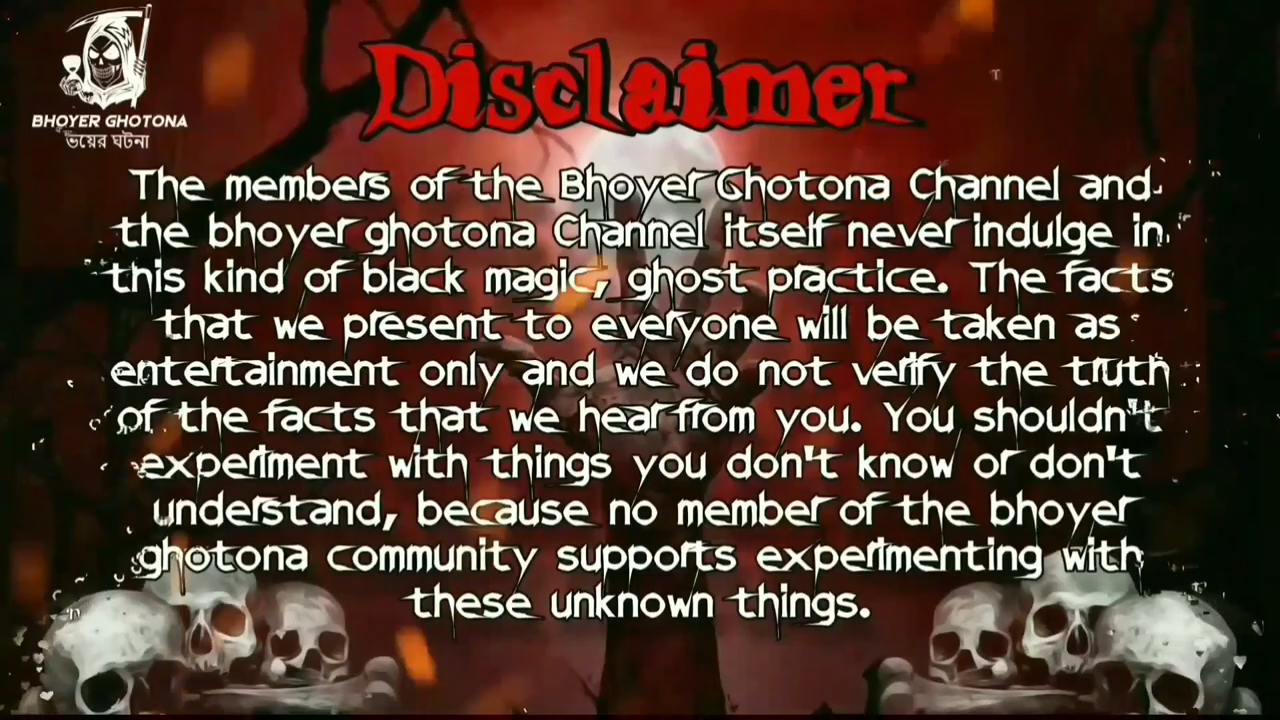 Disclaimer
BHOYER GHOTONA
ভয়ের ঘটনা
The members of the Bhoyer Ghotona Channel and
the bhoyer ghotona Channel itself never indulge in
this kind of black magic, ghost practice. The facts
that we present to everyone will be taken as
entertainment only and we do not verify the truth
of the facts that we hear from you. You shouldn't
experiment with things you don't know or don't
understand, because no member of the bhoyer
ghotona community supports experimenting with
these unknown things.